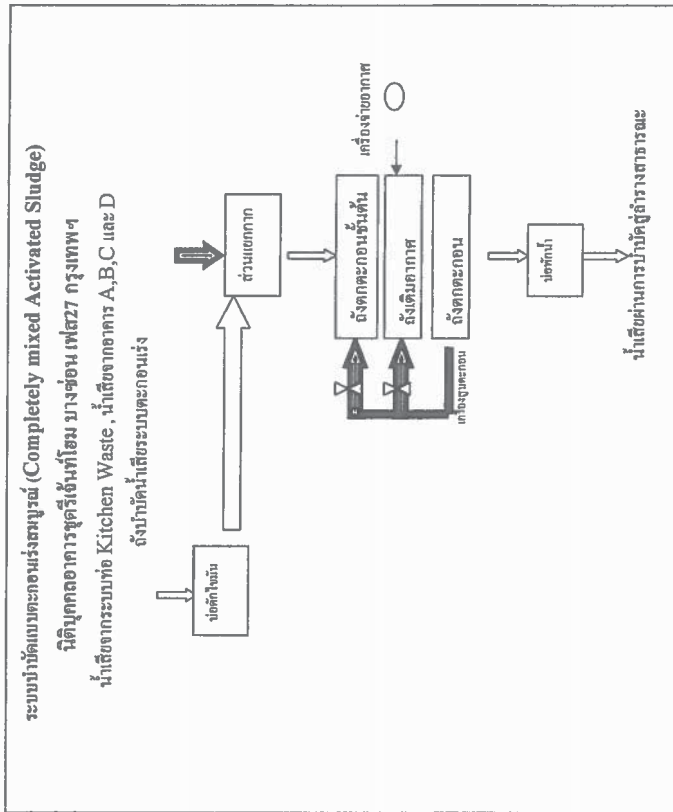 ระบบบำบัดแบบตะกอนเร่งสมบูรณ์ (Completely mixed Activated Sludge)
นิติบุคคลอาคารชุดรีเจ้นท์โฮม บางซ่อน เฟส27 กรุงเทพฯ
น้ำเสียจากระบบท่อ Kitchen Waste , น้ำเสียจากอาคาร A,B,C และ D
ถังบำบัดน้ำเสียระบบตะกอนเร่ง
บ่อดักไขมัน
ส่วนแยกกาก
ถังตกตะกอนขั้นต้น
เครื่องจ่ายอากาศ
ถังเติมอากาศ
ถังตกตะกอน
เครื่องสูบตะกอน
บ่อพักน้ำ
น้ำเสียผ่านการบำบัดสู่ลำรางสาธารณะ